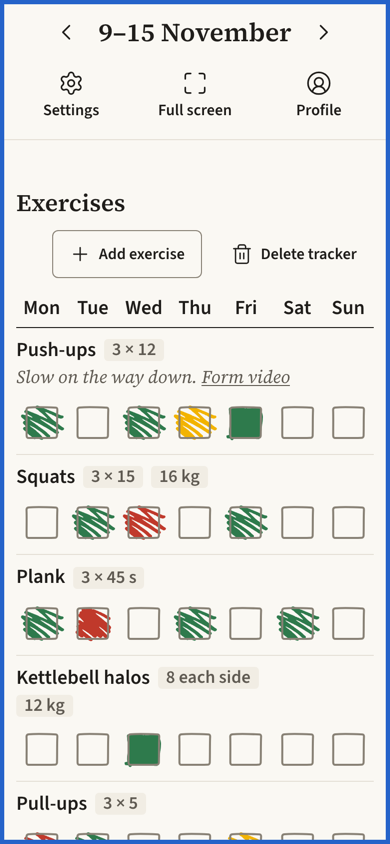 9–15 November
Settings
Full screen
Profile
Exercises
Add exercise
Delete tracker
Mon Tue Wed Thu Fri Sat Sun
Push-ups 3 × 12
Slow on the way down. Form video
Squats 3 × 15 16 kg
Plank 3 × 45 s
Kettlebell halos 8 each side
12 kg
Pull-ups 3 × 5